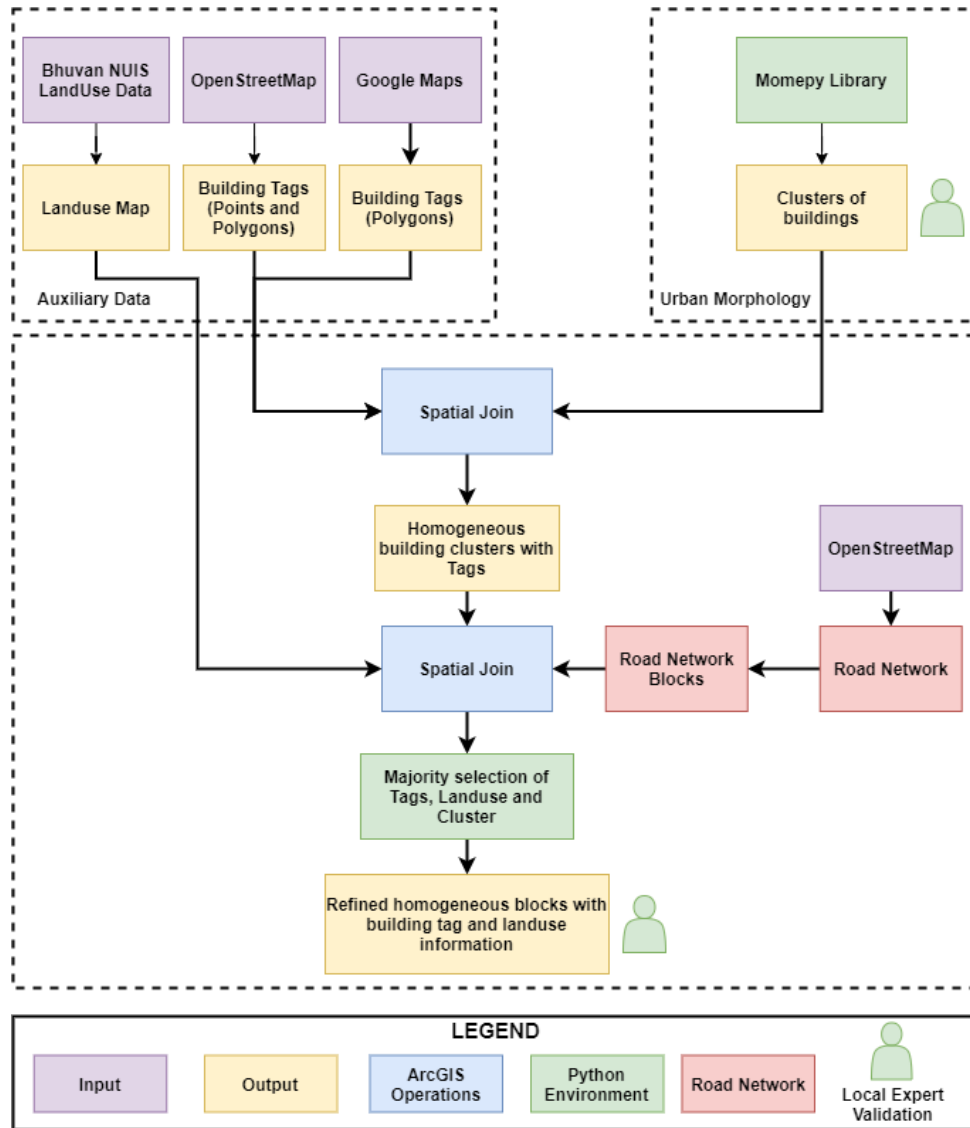 Bhuvan NUIS
LandUse Data
OpenStreetMap
Google Maps
Momepy Library
Landuse Map
Building Tags
(Points and
Polygons)
Building Tags
(Polygons)
Clusters of
buildings
Auxiliary Data
Urban Morphology
Spatial Join
Homogeneous
building clusters with
Tags
OpenStreetMap
Spatial Join
Road Network
Blocks
Road Network
Majority selection of
Tags, Landuse and
Cluster
Refined homogeneous blocks with
building tag and landuse
information
LEGEND
Input
Output
ArcGIS
Operations
Python
Environment
Road Network
Local Expert
Validation